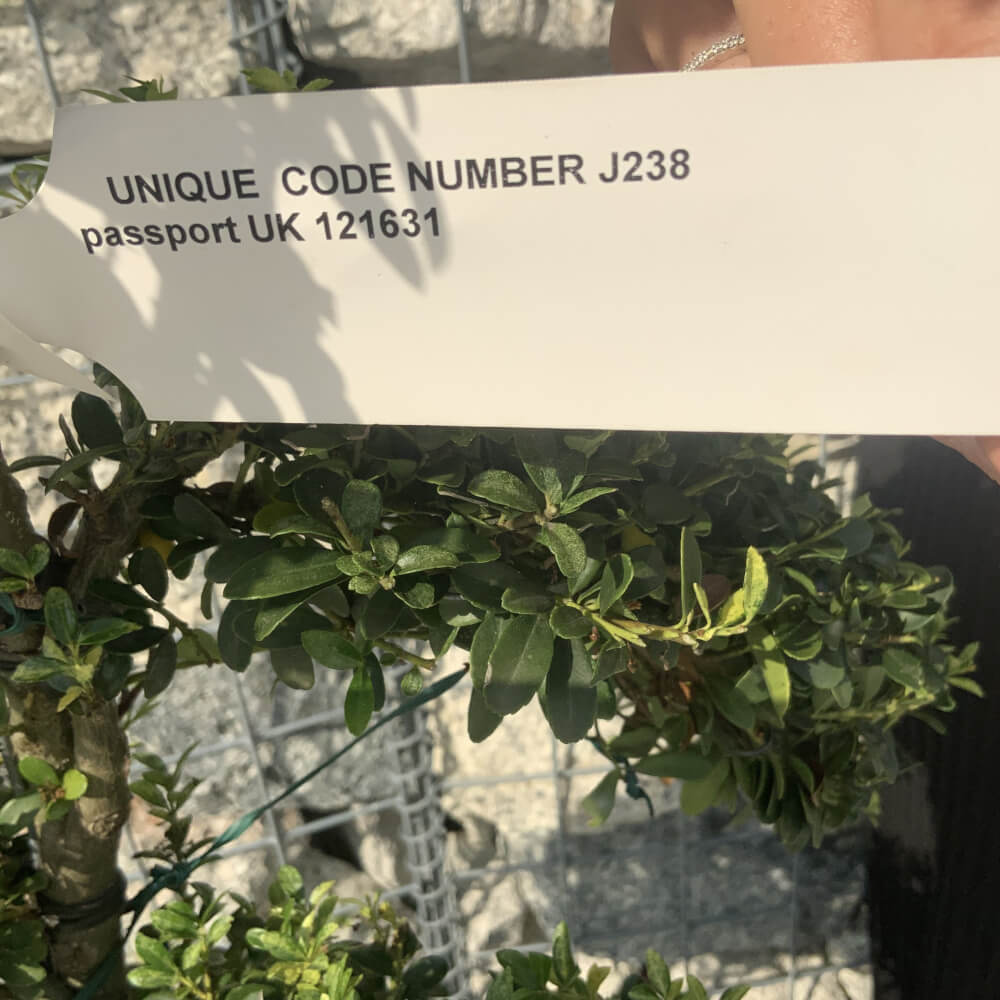 UNIQUE CODE NUMBER J238
passport UK 121631